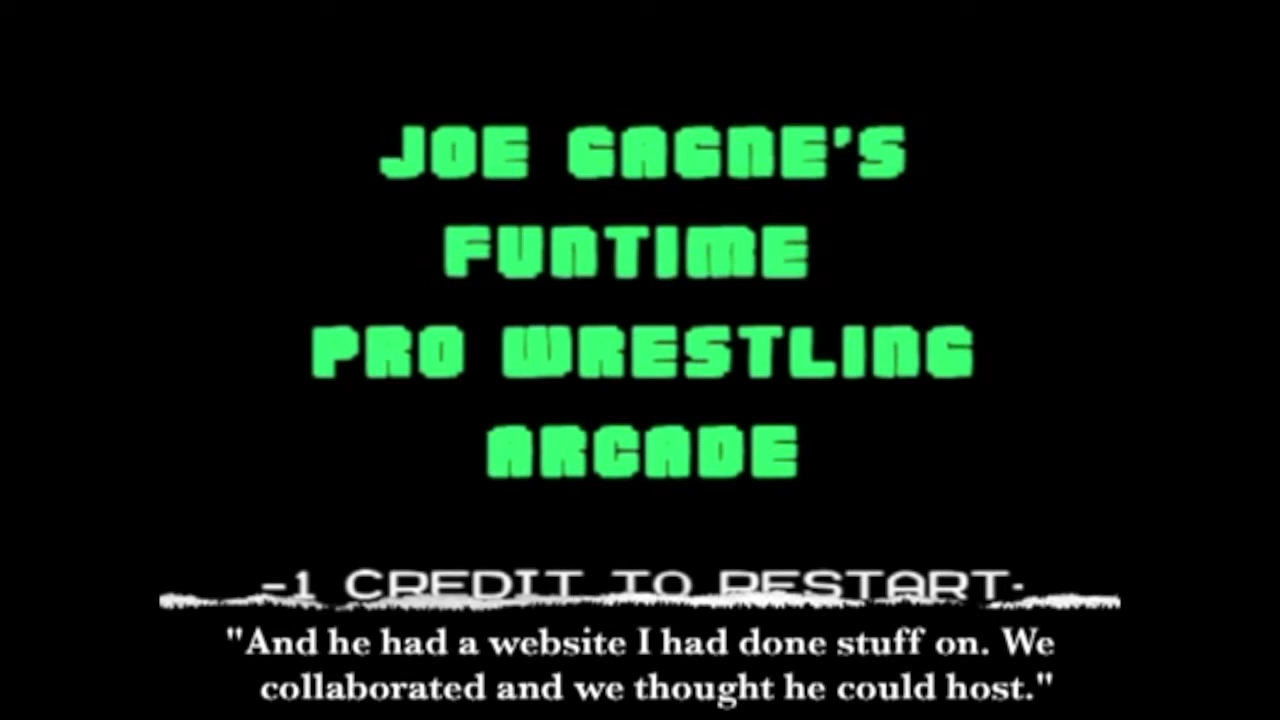 JOE GAGNE'S
FUNTIME
PRO WRESTLING
ARCADE
-1 CREDIT TO RESTART-
"And he had a website I had done stuff on. We
collaborated and we thought he could host."